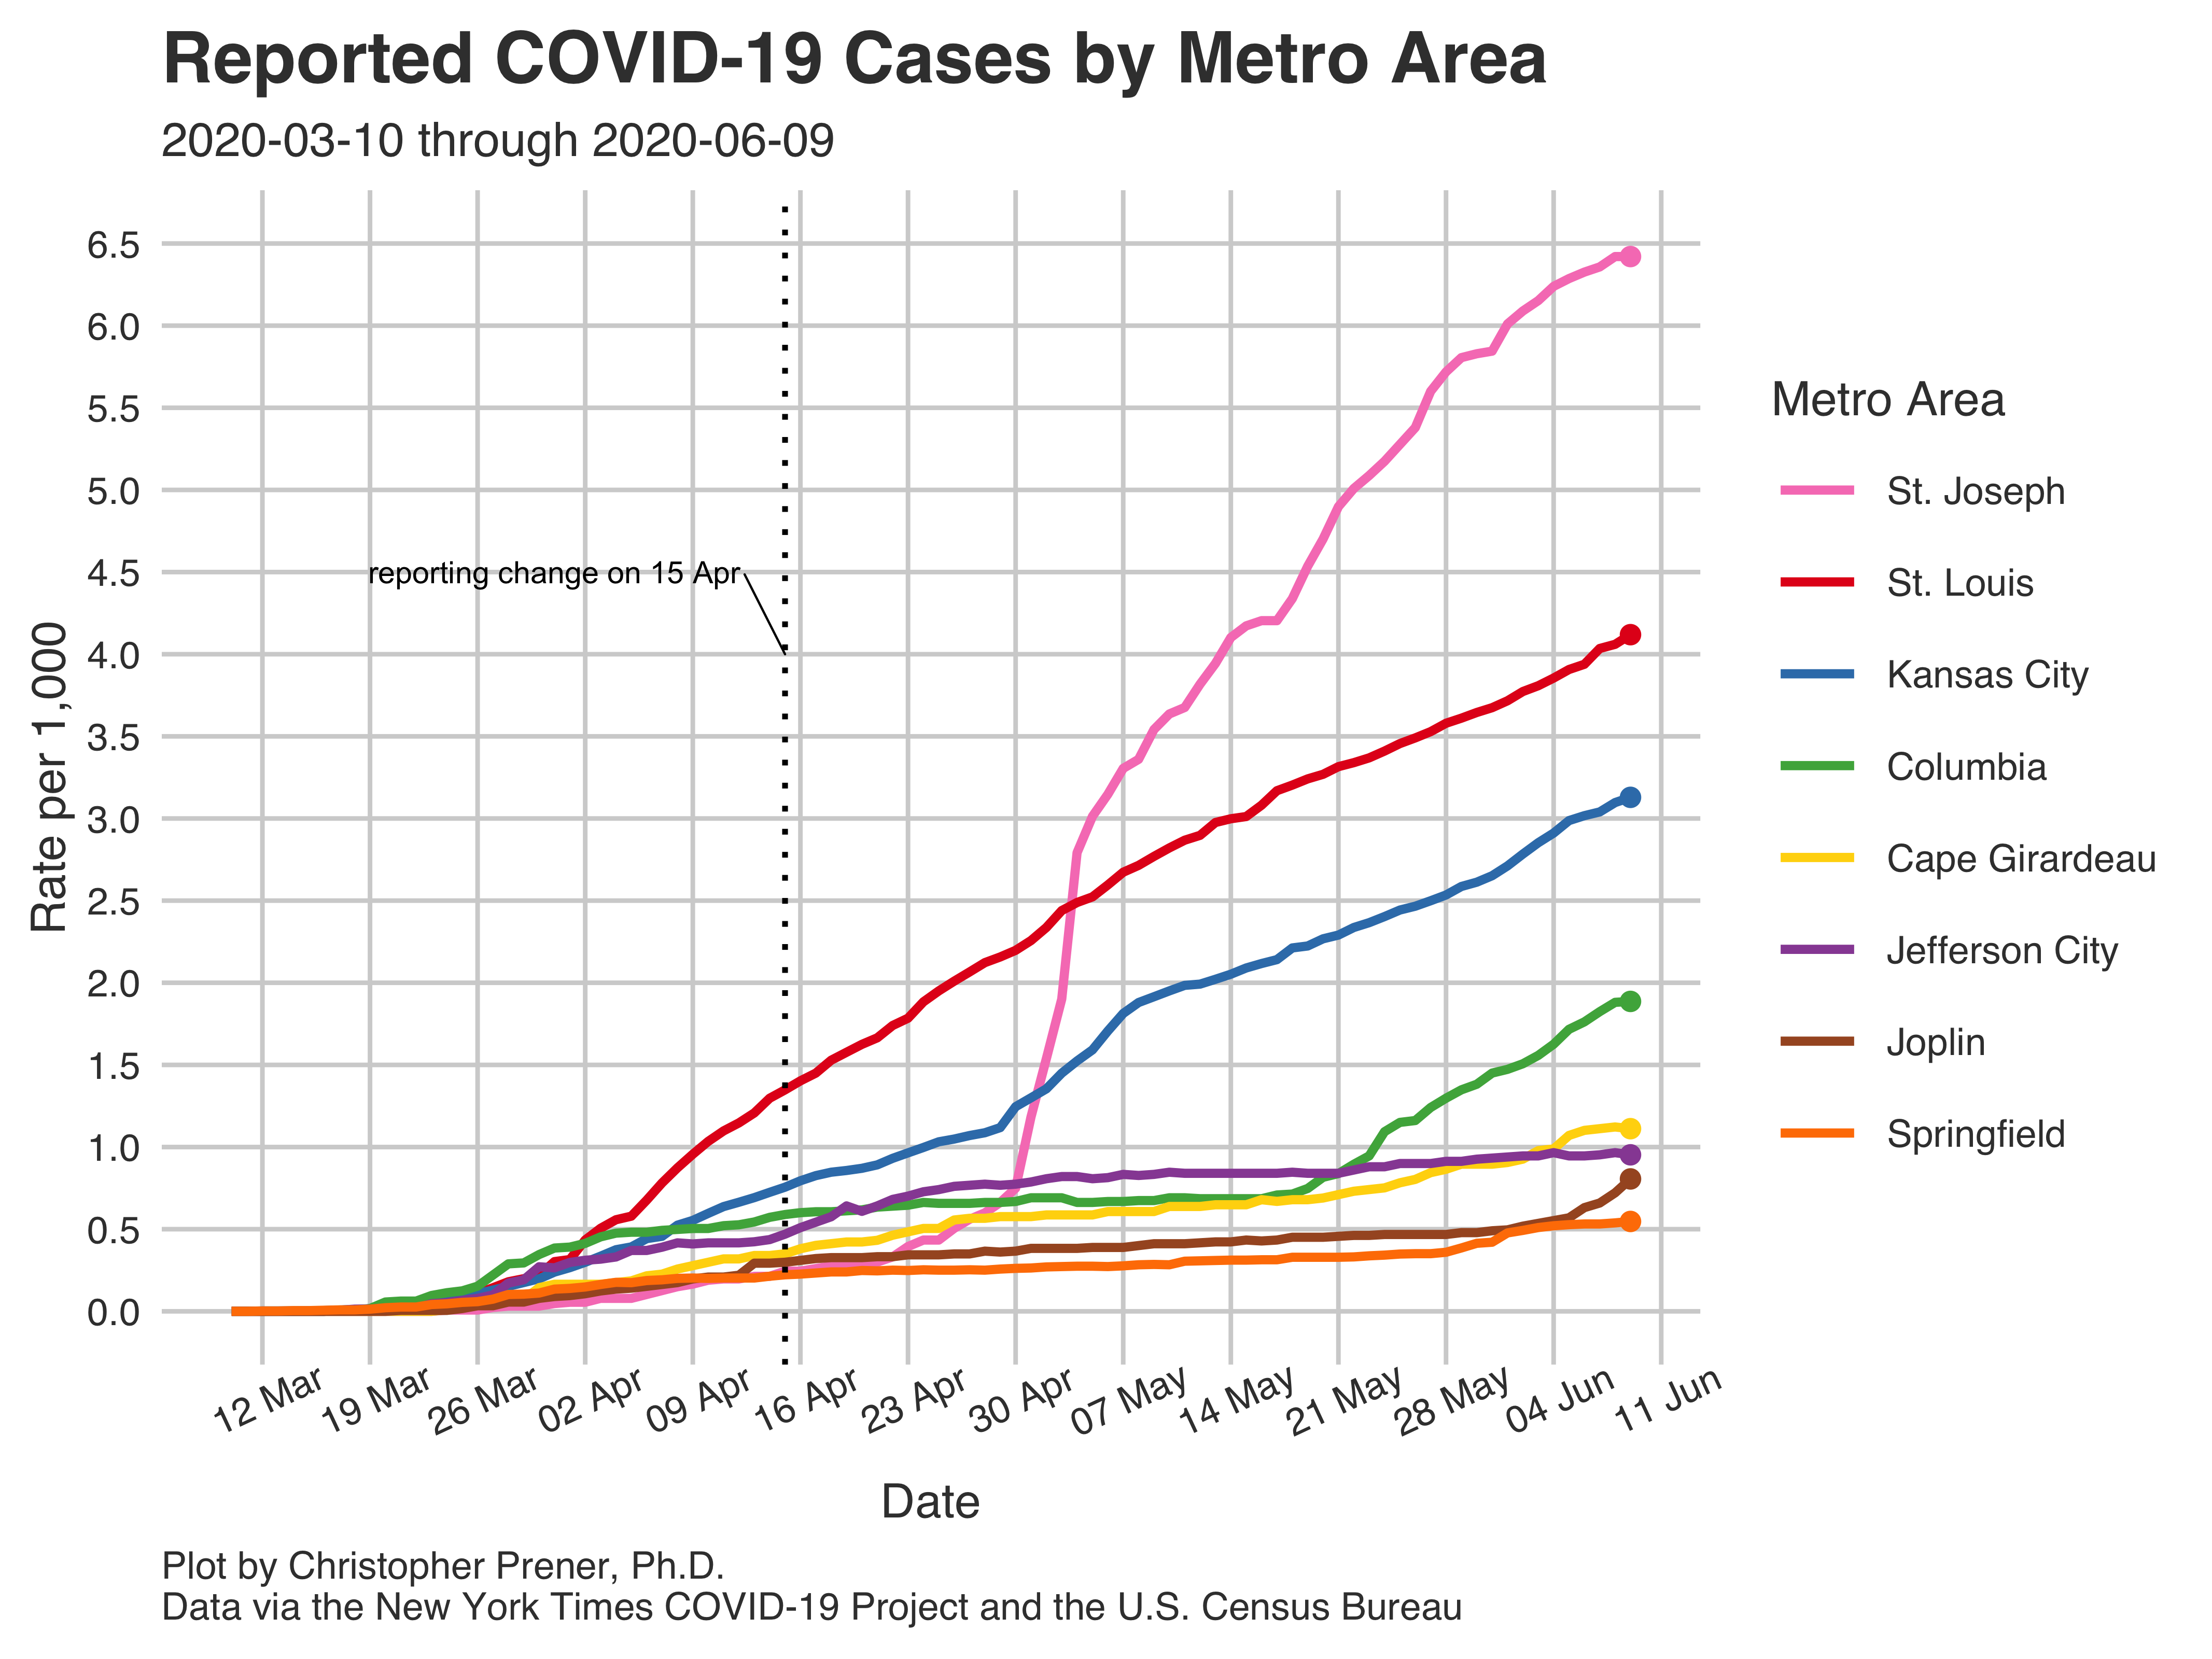 Reported COVID-19 Cases by Metro Area
2020-03-10 through 2020-06-09
6.5
6.0
5.5
5.0
4.5
4.0
3.5
3.0
2.5
2.0
1.5
1.0
0.5
0.0
Rate per 1,000
reporting change on 15 Apr
12 Mar
19 Mar
26 Mar
02 Apr
09 Apr
16 Apr
23 Apr
30 Apr
07 May
14 May
21 May
28 May
04 Jun
11 Jun
Date
Metro Area
St. Joseph
St. Louis
Kansas City
Columbia
Cape Girardeau
Jefferson City
Joplin
Springfield
Plot by Christopher Prener, Ph.D.
Data via the New York Times COVID-19 Project and the U.S. Census Bureau